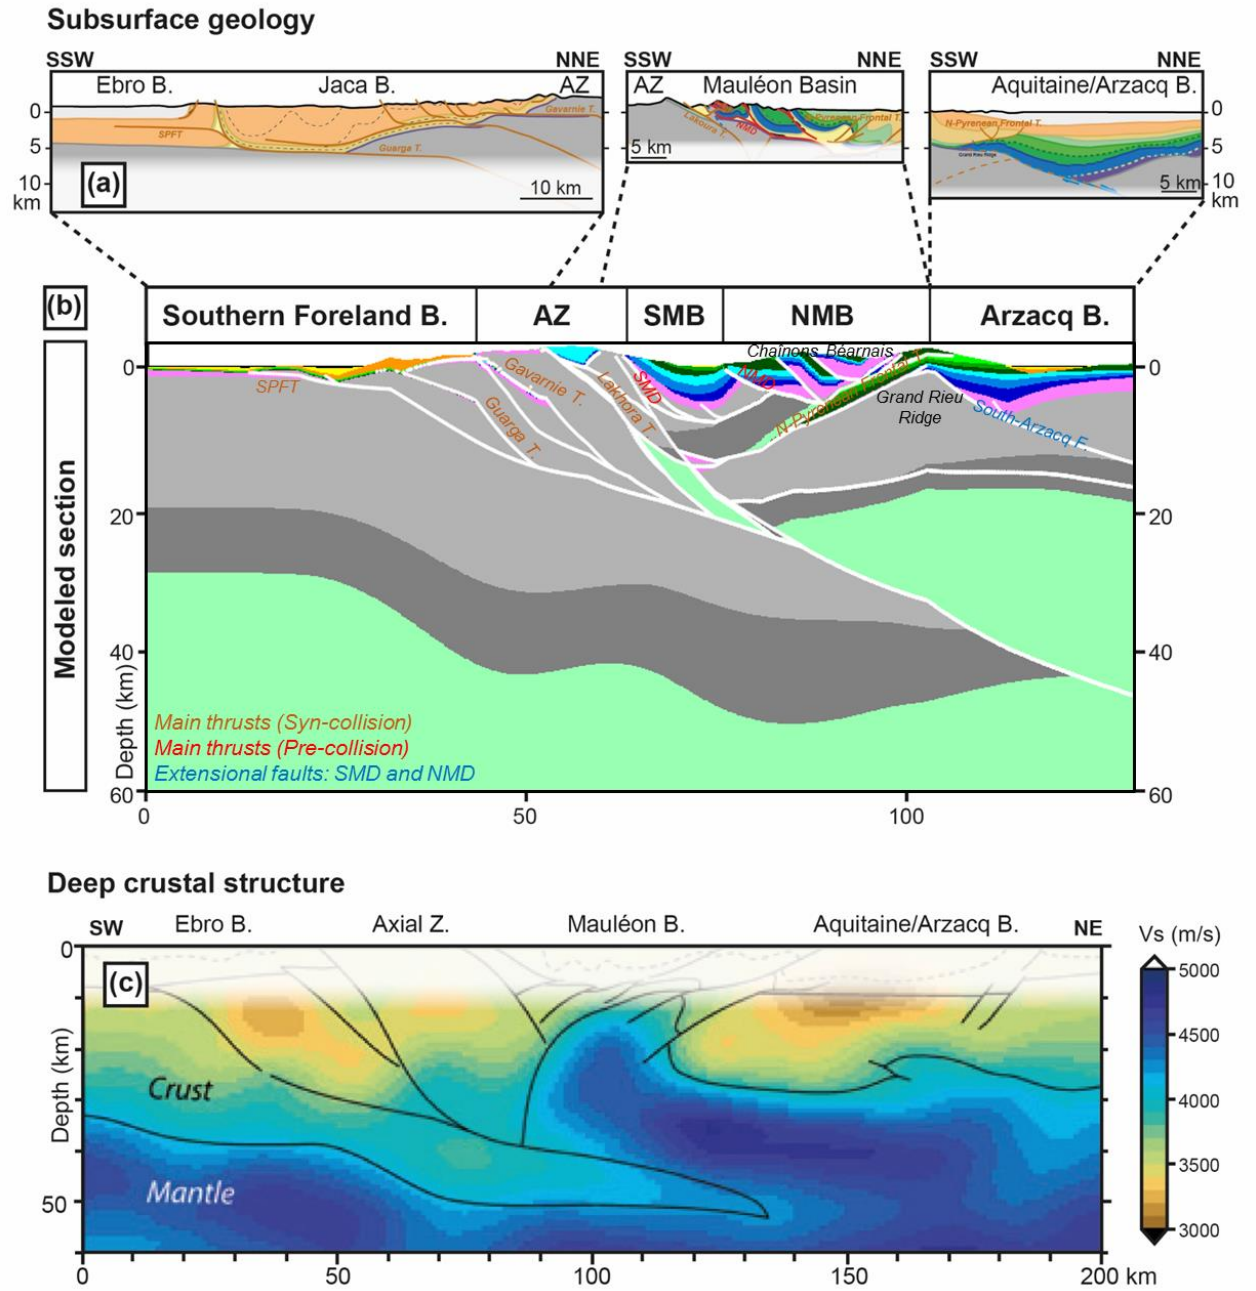 Subsurface geology
SSW NNE SSW NNE SSW NNE
Ebro B. Jaca B. AZ AZ Mauléon Basin Aquitaine/Arzacq B.
0 SPFT Gavarnie T. Lakoura T. NMD N-Pyrenean Frontal T. N-Pyrenean Frontal T. 0
5 Guarga T. Grand Rieu Ridge 5
10 (a) 10 km 5 km 5 km 10
km km
(b) Southern Foreland B. AZ SMB NMB Arzacq B.
Modeled section
Chaînons Béarnais
0 SPFT Gavarnie T. Lakhora T. SMD NMD N-Pyrenean Frontal T. 0
Guarga T. Grand Rieu
Ridge
South-Arzacq F.
20 20
40 40
Depth (km)
Main thrusts (Syn-collision)
Main thrusts (Pre-collision)
Extensional faults: SMD and NMD
60 60
0 50 100
Deep crustal structure
SW Ebro B. Axial Z. Mauléon B. Aquitaine/Arzacq B. NE
Vs (m/s)
0 (c) 5000
4500
Depth (km)
Crust 4000
3500
Mantle
50 3000
0 50 100 150 200 km